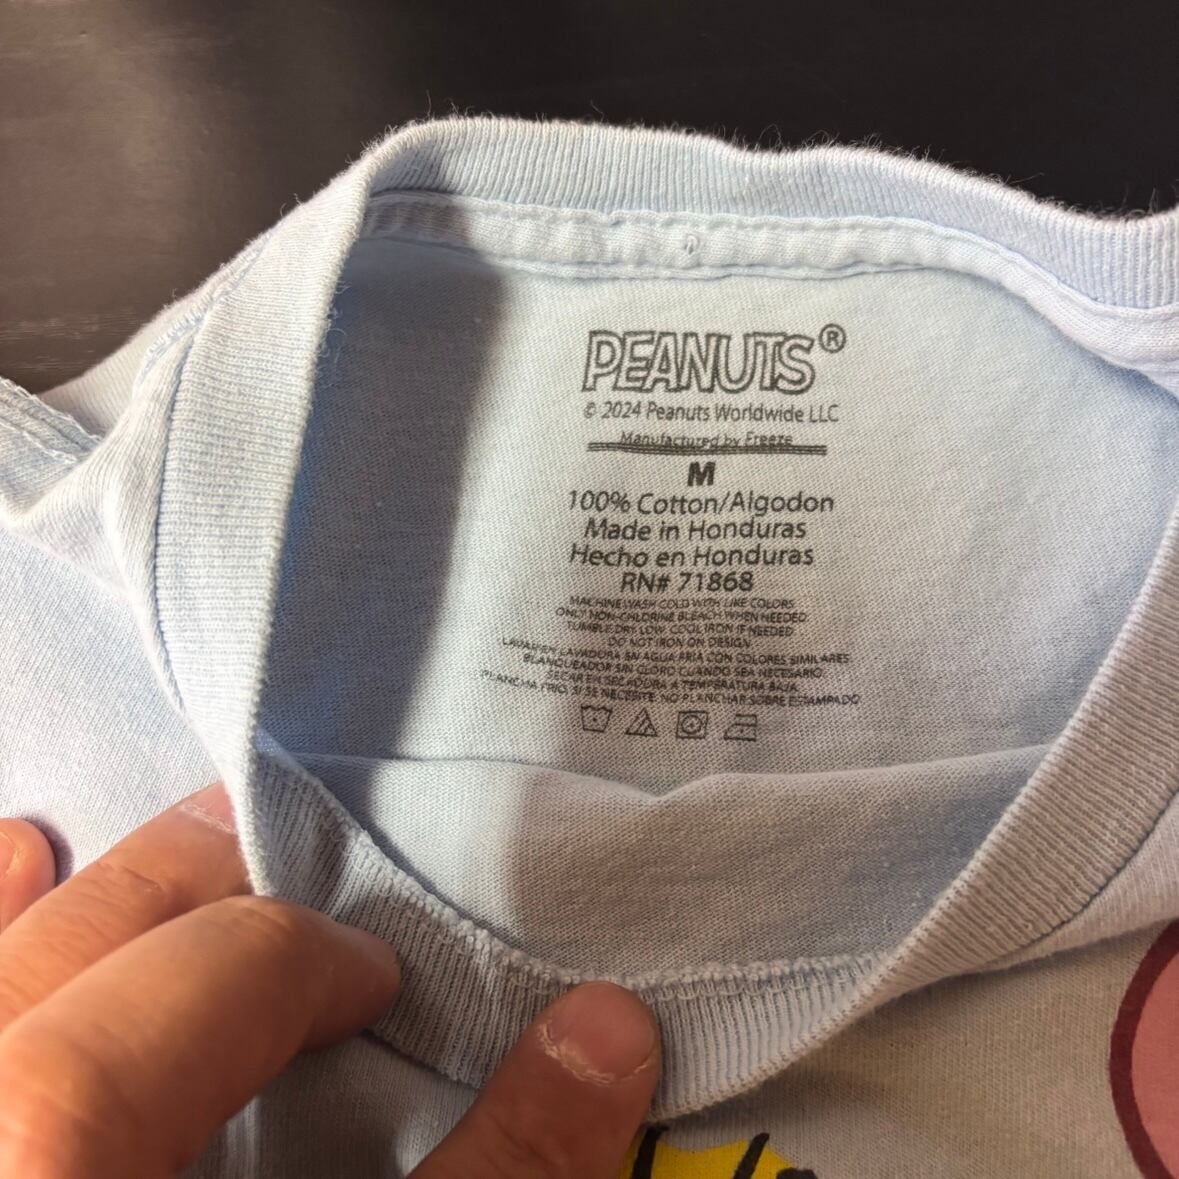 PEANUTS®
© 2024 Peanuts Worldwide LLC
Manufactured by Freeze
M
100% Cotton/Algodon
Made in Honduras
Hecho en Honduras
RN# 71868
MACHINE WASH COLD WITH LIKE COLORS
ONLY NON-CHLORINE BLEACH WHEN NEEDED
TUMBLE DRY LOW. COOL IRON IF NEEDED
DO NOT IRON ON DESIGN
LAVAR EN LAVADORA EN AGUA FRIA CON COLORES SIMILARES
BLANQUEADOR SIN CLORO CUANDO SEA NECESARIO
SECAR EN SECADORA A TEMPERATURA BAJA
PLANCHA FRIO SI SE NECESITE NO PLANCHAR SOBRE ESTAMPADO